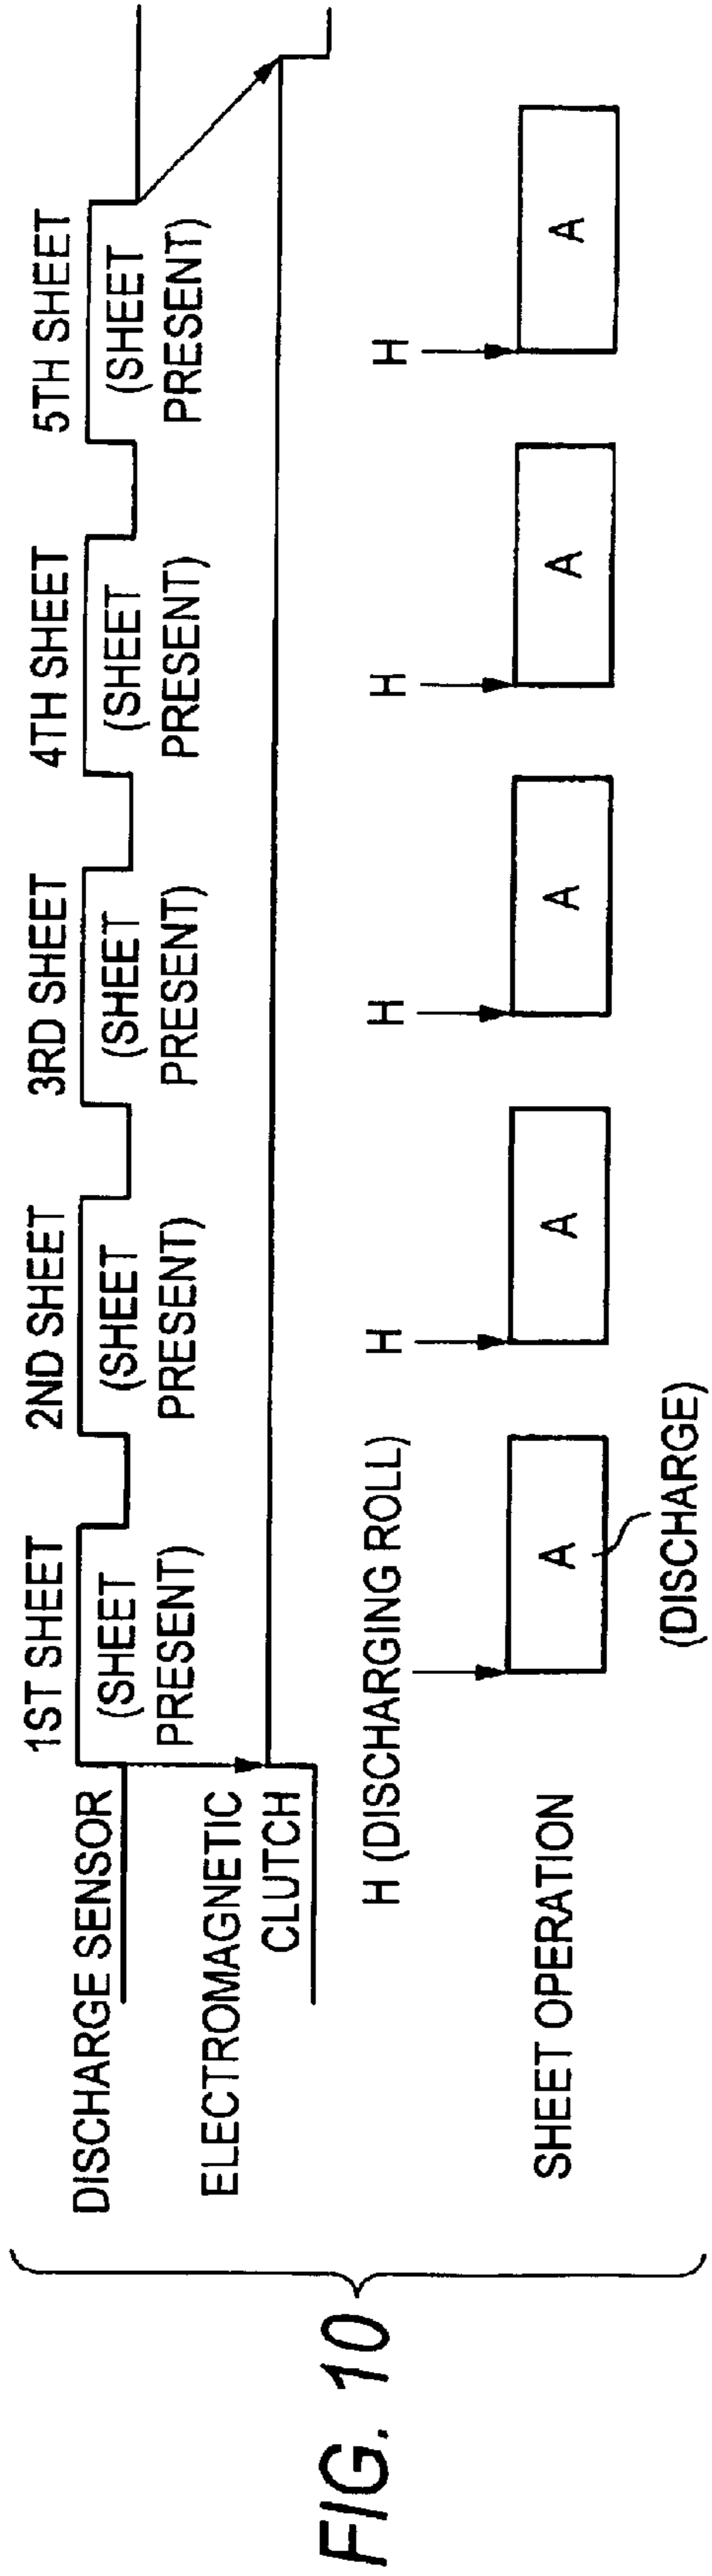 FIG. 10
DISCHARGE SENSOR
1ST SHEET
(SHEET
PRESENT)
2ND SHEET
(SHEET
PRESENT)
3RD SHEET
(SHEET
PRESENT)
4TH SHEET
(SHEET
PRESENT)
5TH SHEET
(SHEET
PRESENT)
ELECTROMAGNETIC
CLUTCH
H (DISCHARGING ROLL)
H
H
H
H
SHEET OPERATION
A
A
A
A
A
(DISCHARGE)